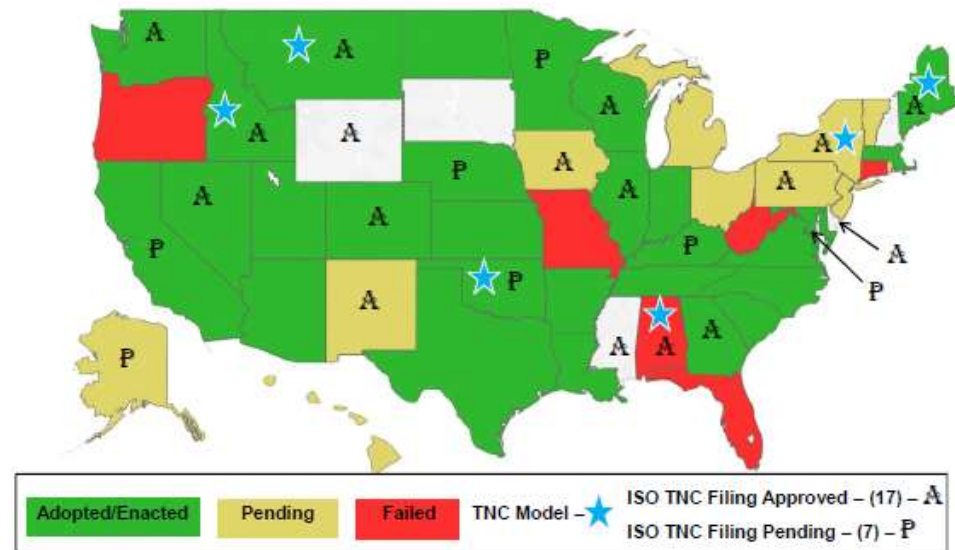 A
A
P
A
A
A
A
A
P
A
A
A
A
P
A
P
P
A
A
P
A
A
A
P
Adopted/Enacted
Pending
Failed
TNC Model –
ISO TNC Filing Approved – (17) – A
ISO TNC Filing Pending – (7) – P